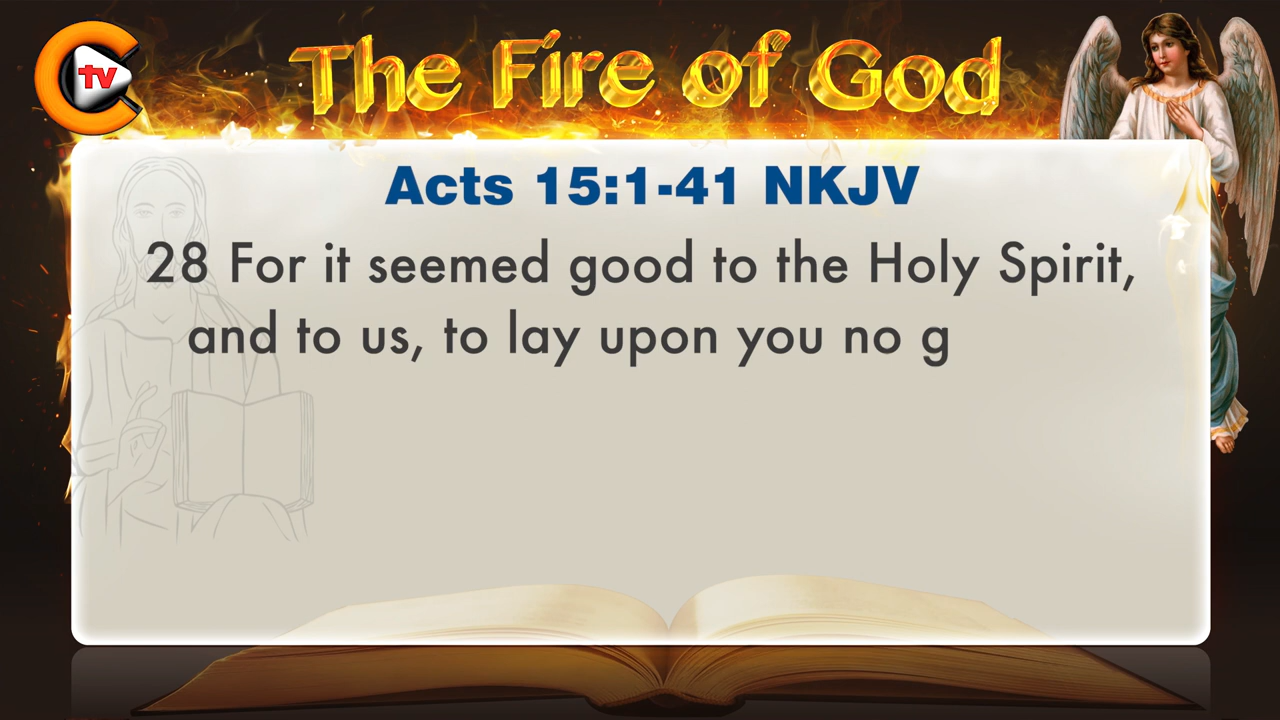 tv
The Fire of God
Acts 15:1-41 NKJV
28 For it seemed good to the Holy Spirit,
and to us, to lay upon you no g